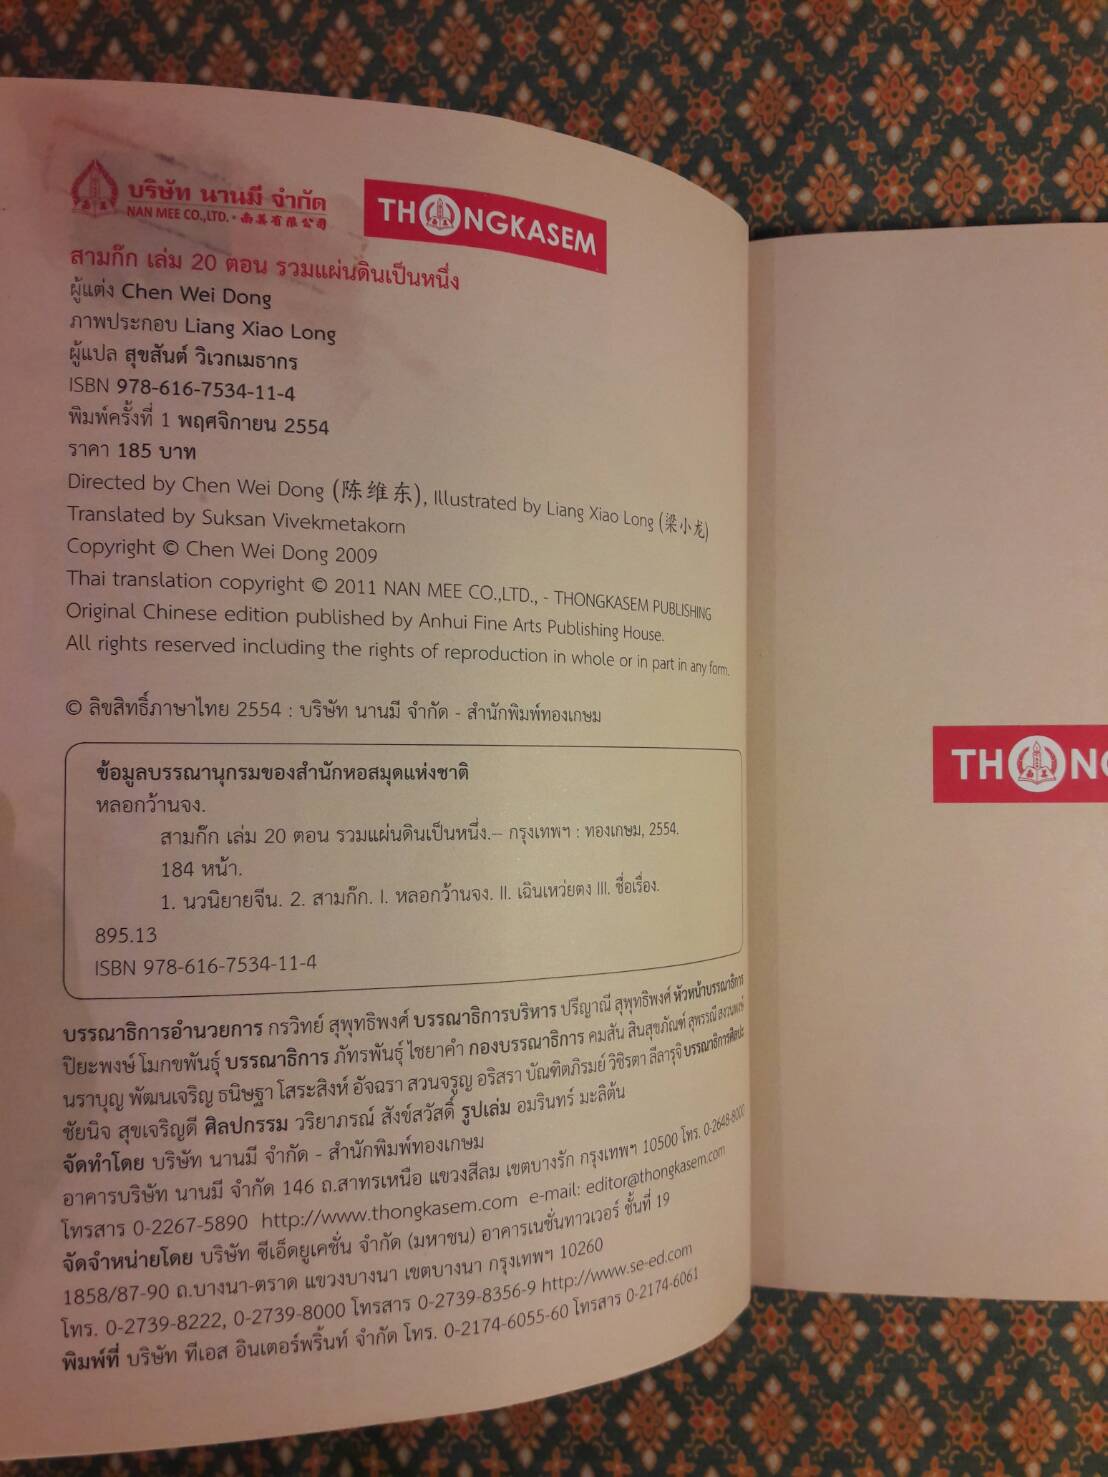 บริษัท นานมี จำกัด
NAN MEE CO.,LTD. • 南美有限公司
THONGKASEM
สามก๊ก เล่ม 20 ตอน รวมแผ่นดินเป็นหนึ่ง
ผู้แต่ง Chen Wei Dong
ภาพประกอบ Liang Xiao Long
ผู้แปล สุขสันต์ วิเวกเมธากร
ISBN 978-616-7534-11-4
พิมพ์ครั้งที่ 1 พฤศจิกายน 2554
ราคา 185 บาท
Directed by Chen Wei Dong (陈维东), Illustrated by Liang Xiao Long (梁小龙)
Translated by Suksan Vivekmetakorn
Copyright © Chen Wei Dong 2009
Thai translation copyright © 2011 NAN MEE CO.,LTD., - THONGKASEM PUBLISHING
Original Chinese edition published by Anhui Fine Arts Publishing House.
All rights reserved including the rights of reproduction in whole or in part in any form.
© ลิขสิทธิ์ภาษาไทย 2554 : บริษัท นานมี จำกัด - สำนักพิมพ์ทองเกษม
ข้อมูลบรรณานุกรมของสำนักหอสมุดแห่งชาติ
หลอกว้านจง.
สามก๊ก เล่ม 20 ตอน รวมแผ่นดินเป็นหนึ่ง.-- กรุงเทพฯ : ทองเกษม, 2554.
184 หน้า.
1. นวนิยายจีน. 2. สามก๊ก. I. หลอกว้านจง. II. เฉินเหว่ยตง III. ชื่อเรื่อง.
895.13
ISBN 978-616-7534-11-4
บรรณาธิการอำนวยการ กรวิทย์ สุพุทธิพงศ์ บรรณาธิการบริหาร ปรีญาณี สุพุทธิพงศ์ หัวหน้าบรรณาธิการ
ปิยะพงษ์ โมกขพันธุ์ บรรณาธิการ ภัทรพันธุ์ ไชยาคำ กองบรรณาธิการ คมสัน สินสุขภัณฑ์ สุพรรณี สงวนพงษ์
นราบุญ พัฒนเจริญ ธนิษฐา โสระสิงห์ อัจฉรา สวนจรูญ อริสรา บัณฑิตภิรมย์ วิชิรตา ลีลารุจิ บรรณาธิการศิลปะ
ชัยนิจ สุขเจริญดี ศิลปกรรม วริยาภรณ์ สังข์สวัสดิ์ รูปเล่ม อมรินทร์ มะลิต้น
จัดทำโดย บริษัท นานมี จำกัด - สำนักพิมพ์ทองเกษม
อาคารบริษัท นานมี จำกัด 146 ถ.สาทรเหนือ แขวงสีลม เขตบางรัก กรุงเทพฯ 10500 โทร. 0-2648-8000
โทรสาร 0-2267-5890 http://www.thongkasem.com e-mail: editor@thongkasem.com
จัดจำหน่ายโดย บริษัท ซีเอ็ดยูเคชั่น จำกัด (มหาชน) อาคารเนชั่นทาวเวอร์ ชั้นที่ 19
1858/87-90 ถ.บางนา-ตราด แขวงบางนา เขตบางนา กรุงเทพฯ 10260
โทร. 0-2739-8222, 0-2739-8000 โทรสาร 0-2739-8356-9 http://www.se-ed.com
พิมพ์ที่ บริษัท ทีเอส อินเตอร์พริ้นท์ จำกัด โทร. 0-2174-6055-60 โทรสาร 0-2174-6061
THONG